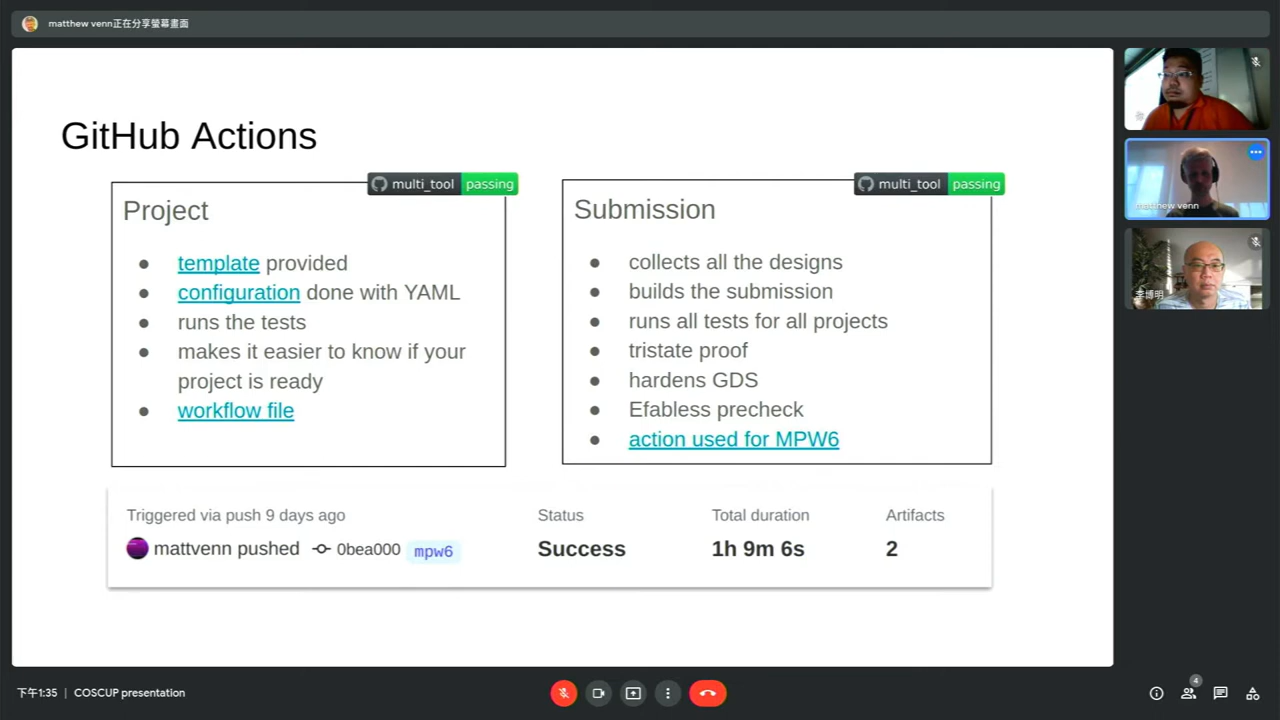 matthew venn正在分享螢幕畫面
GitHub Actions
multi_tool passing
Project
template provided
configuration done with YAML
runs the tests
makes it easier to know if your
project is ready
workflow file
multi_tool passing
Submission
collects all the designs
builds the submission
runs all tests for all projects
tristate proof
hardens GDS
Efabless precheck
action used for MPW6
Triggered via push 9 days ago
mattvenn pushed 0bea000 mpw6
Status
Success
Total duration
1h 9m 6s
Artifacts
2
matthew venn
李博明
下午1:35 | COSCUP presentation
4